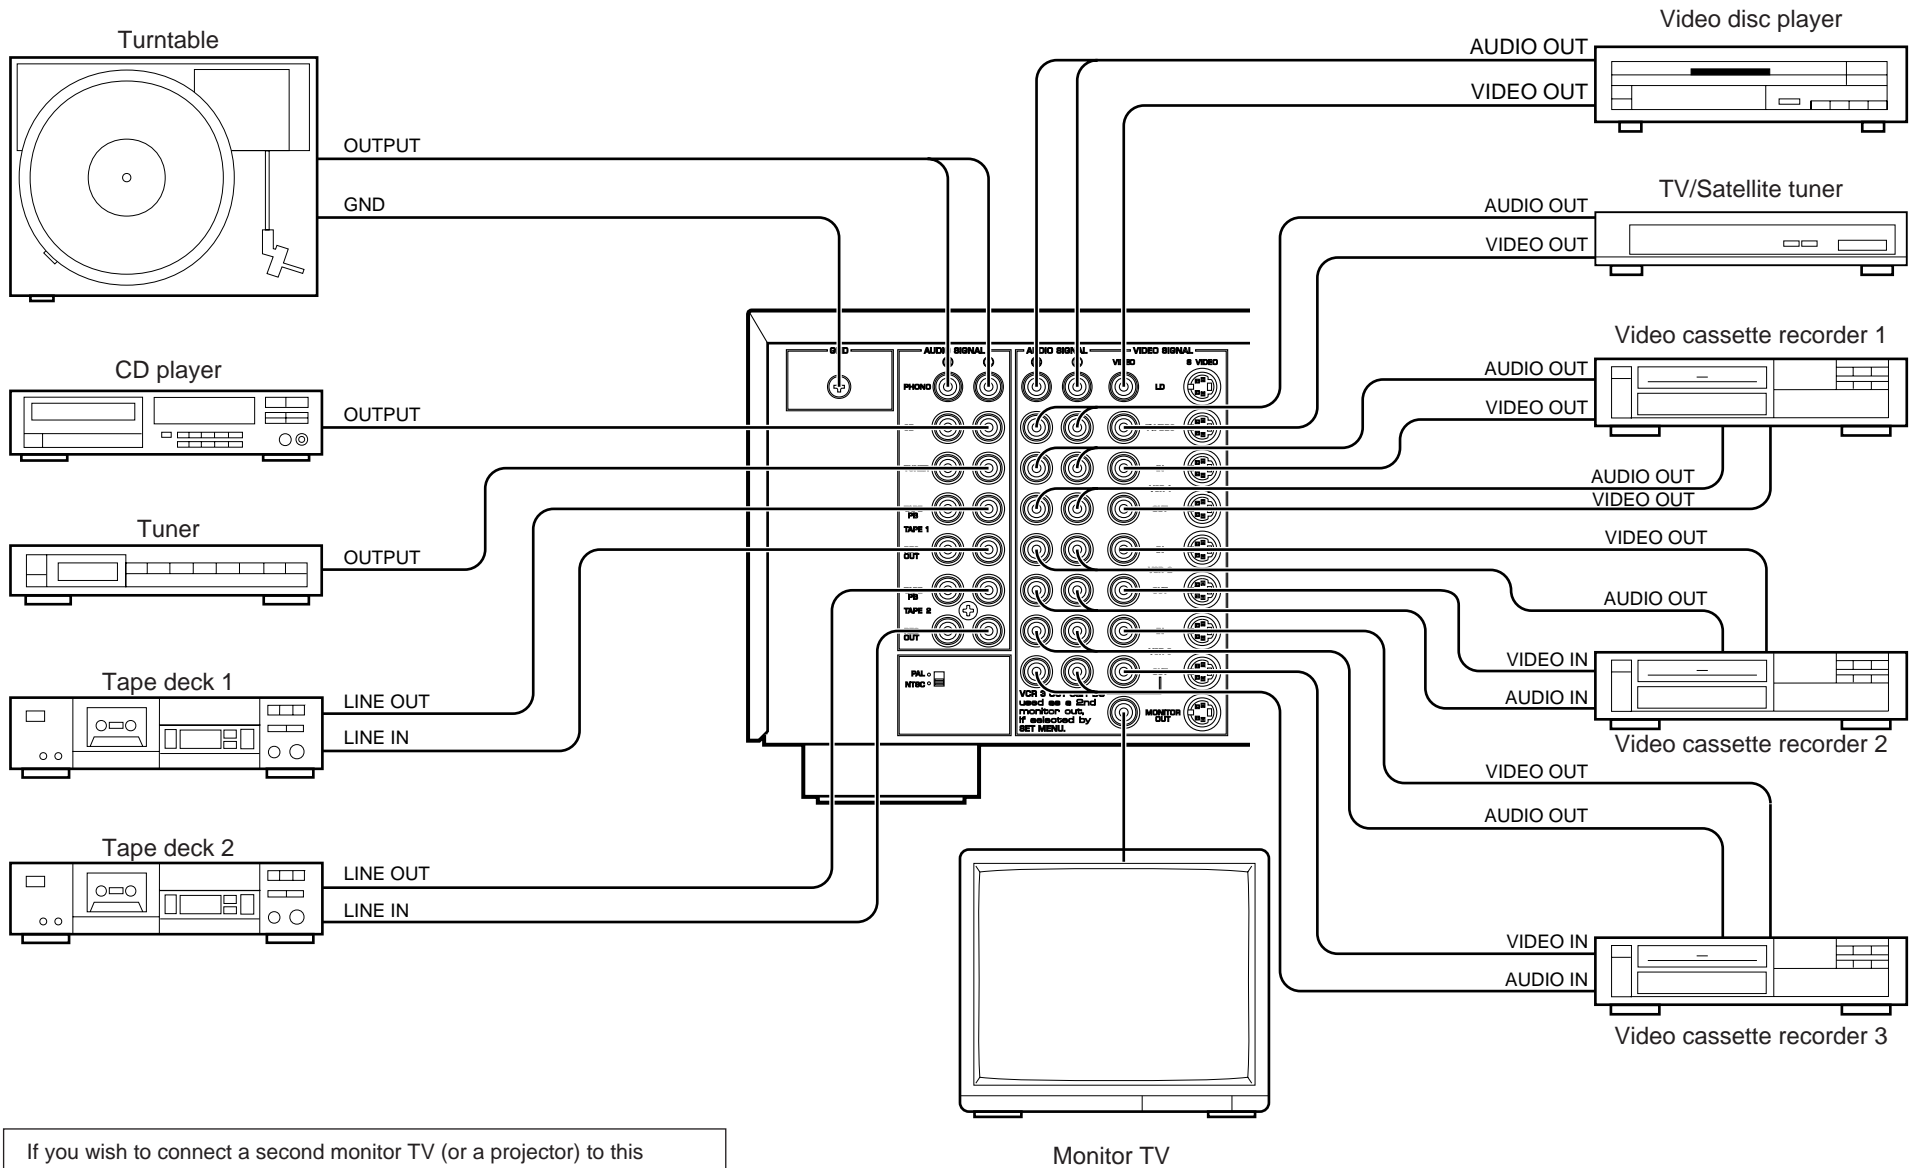 Turntable
OUTPUT
GND
CD player
OUTPUT
Tuner
OUTPUT
Tape deck 1
LINE OUT
LINE IN
Tape deck 2
LINE OUT
LINE IN
AUDIO SIGNAL
PHONO
PB
TAPE 1
OUT
PB
TAPE 2
OUT
PAL
NTSC
AUDIO SIGNAL
VIDEO SIGNAL
VIDEO
S VIDEO
LD
VCR 3
used as a 2nd
monitor out,
if selected by
SET MENU.
MONITOR
OUT
Video disc player
AUDIO OUT
VIDEO OUT
TV/Satellite tuner
AUDIO OUT
VIDEO OUT
Video cassette recorder 1
AUDIO OUT
VIDEO OUT
AUDIO OUT
VIDEO OUT
VIDEO OUT
AUDIO OUT
VIDEO IN
AUDIO IN
Video cassette recorder 2
VIDEO OUT
AUDIO OUT
VIDEO IN
AUDIO IN
Video cassette recorder 3
Monitor TV
If you wish to connect a second monitor TV (or a projector) to this